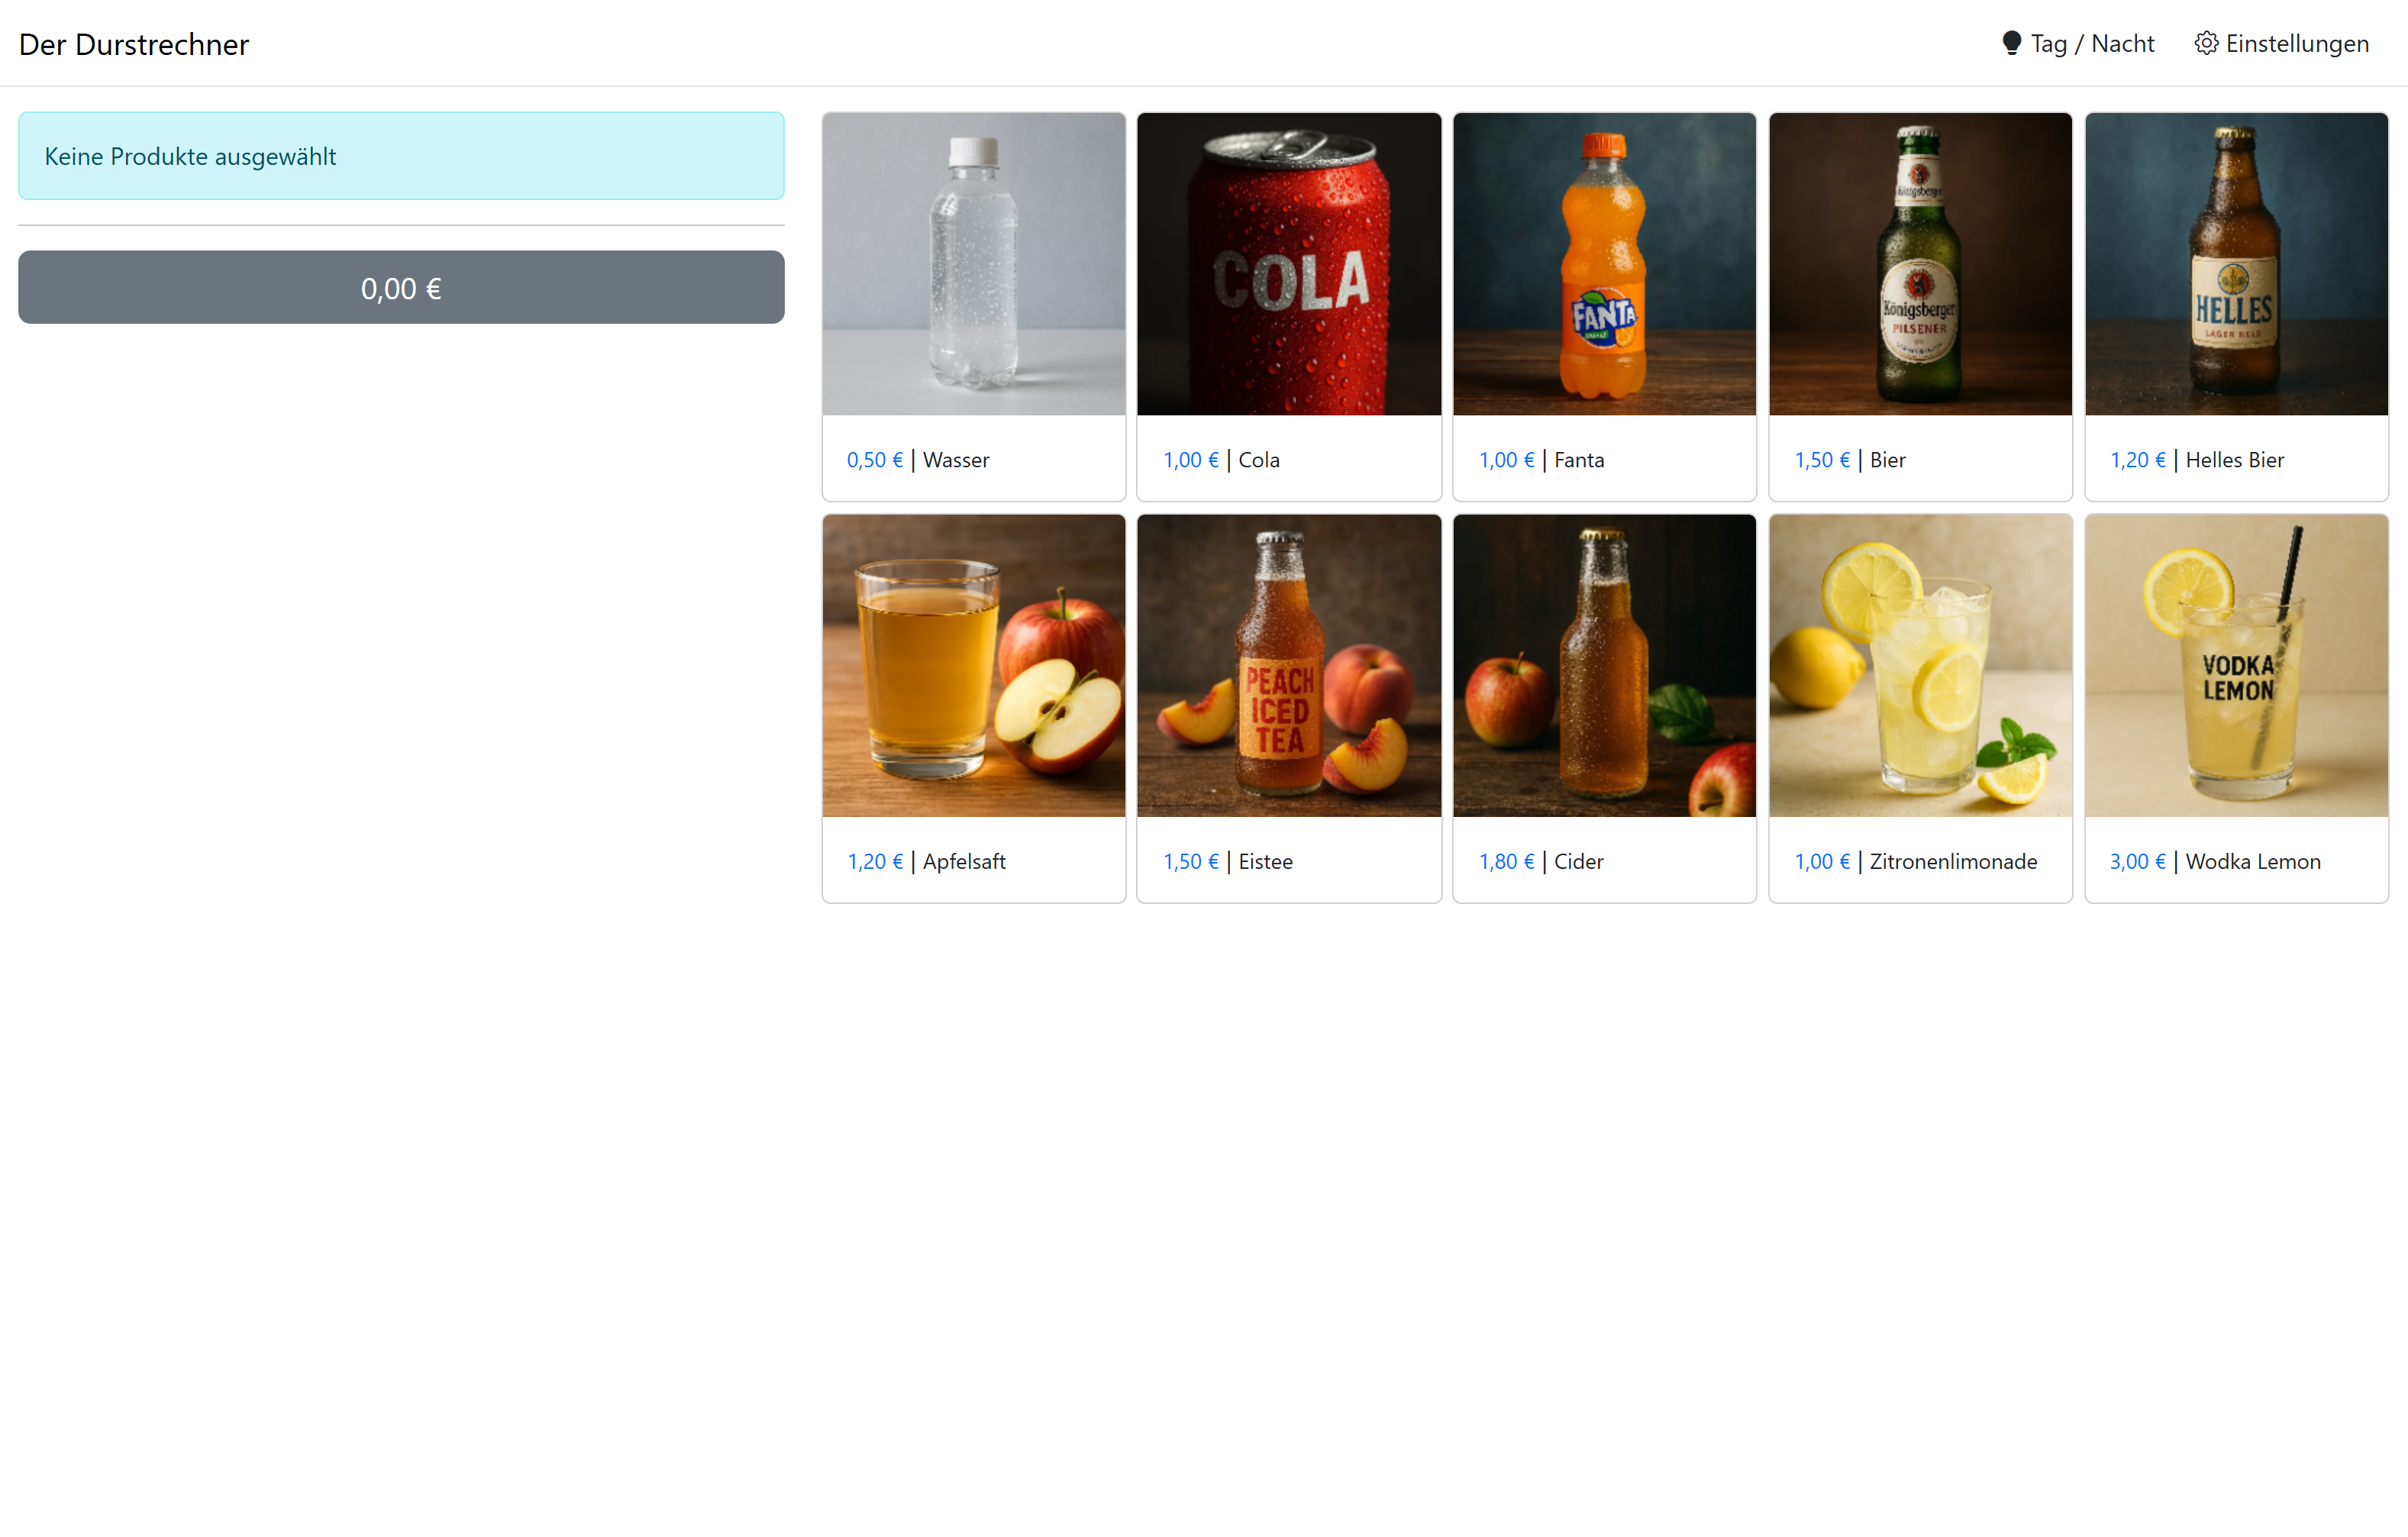 Der Durstrechner
Tag / Nacht
Einstellungen
Keine Produkte ausgewählt
0,00 €
COLA
FANTA
Königsberger
Königsberger
PILSENER
HELLES
LAGER
0,50 € | Wasser
1,00 € | Cola
1,00 € | Fanta
1,50 € | Bier
1,20 € | Helles Bier
PEACH
ICED
TEA
VODKA
LEMON
1,20 € | Apfelsaft
1,50 € | Eistee
1,80 € | Cider
1,00 € | Zitronenlimonade
3,00 € | Wodka Lemon